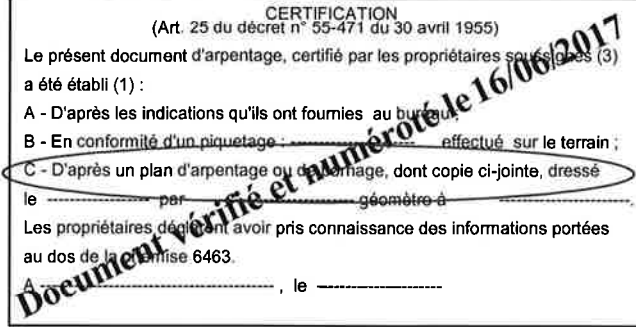 CERTIFICATION
(Art. 25 du décret n° 55-471 du 30 avril 1955)
Le présent document d'arpentage, certifié par les propriétaires soussignés (3)
a été établi (1) :
A - D'après les indications qu'ils ont fournies au bureau;
B - En conformité d'un piquetage : ---------------------- effectué sur le terrain ;
C - D'après un plan d'arpentage ou de bornage, dont copie ci-jointe, dressé
le ----------------- par ---------------------- géomètre à ----------------------.
Les propriétaires déclarent avoir pris connaissance des informations portées
au dos de la chemise 6463.
A ---------------------------------------- , le ---------------------
Document vérifié et numéroté le 16/06/2017